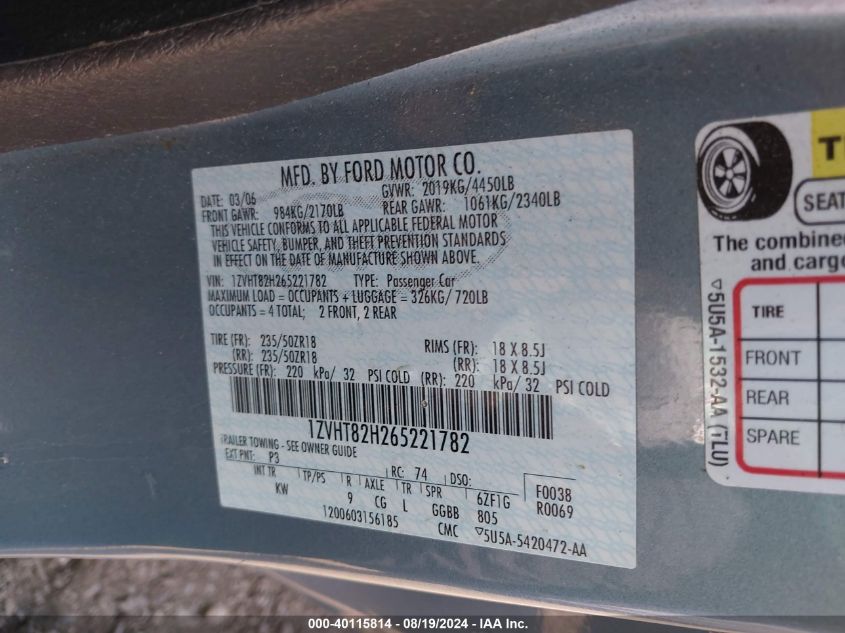 MFD. BY FORD MOTOR CO.
DATE: 03/06 GVWR: 2019KG/4450LB
FRONT GAWR: 984KG/2170LB REAR GAWR: 1061KG/2340LB
THIS VEHICLE CONFORMS TO ALL APPLICABLE FEDERAL MOTOR
VEHICLE SAFETY, BUMPER, AND THEFT PREVENTION STANDARDS
IN EFFECT ON THE DATE OF MANUFACTURE SHOWN ABOVE.
VIN: 1ZVHT82H265221782 TYPE: Passenger Car
MAXIMUM LOAD = OCCUPANTS + LUGGAGE = 326KG/ 720LB
OCCUPANTS = 4 TOTAL; 2 FRONT, 2 REAR
TIRE (FR): 235/50ZR18 RIMS (FR): 18 X 8.5J
(RR): 235/50ZR18 (RR): 18 X 8.5J
PRESSURE (FR): 220 kPa/ 32 PSI COLD (RR): 220 kPa/ 32 PSI COLD
1ZVHT82H265221782
TRAILER TOWING - SEE OWNER GUIDE
EXT PNT: P3 RC: 74 DSO:
INT TR TP/PS R AXLE TR SPR 6ZF1G F0038
KW 9 CG L GGBB 805 R0069
1200603156185 CMC ▽5U5A-5420472-AA
T
SEAT
The combine
and carg
TIRE
FRONT
REAR
SPARE
▽5U5A-1532-AA (TLU)
000-40115814 - 08/19/2024 - IAA Inc.